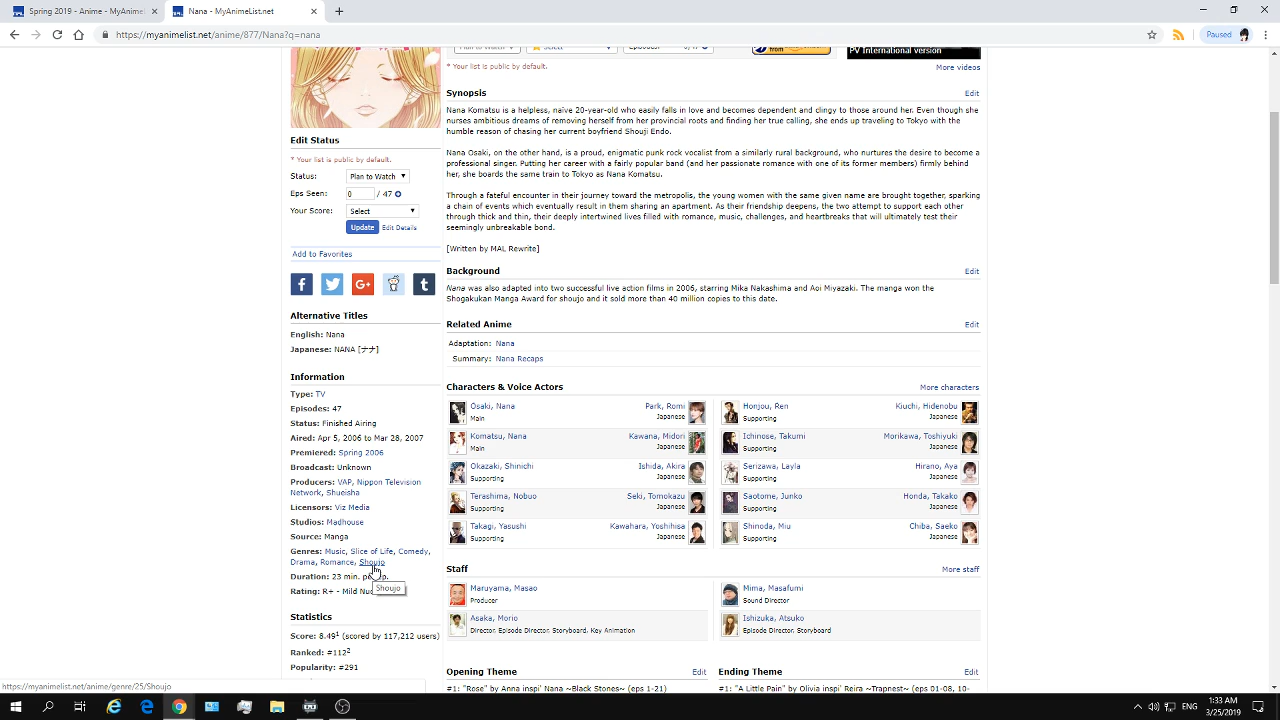 Spring 2019 - Anime - MyAnimeL
Nana - MyAnimeList.net
https://myanimelist.net/anime/877/Nana?q=nana
Paused
PV International version
* Your list is public by default.
More videos
Synopsis
Edit
Nana Komatsu is a helpless, naïve 20-year-old who easily falls in love and becomes dependent and clingy to those around her. Even though she
nurses ambitious dreams of removing herself from her provincial roots and finding her true calling, she ends up traveling to Tokyo with the
humble reason of chasing her current boyfriend Shouji Endo.
Nana Osaki, on the other hand, is a proud, enigmatic punk rock vocalist from a similarly rural background, who nurtures the desire to become a
professional singer. Putting her career with a fairly popular band (and her passionate romance with one of its former members) firmly behind
her, she boards the same train to Tokyo as Nana Komatsu.
Through a fateful encounter in their journey toward the metropolis, the young women with the same given name are brought together, sparking
a chain of events which eventually result in them sharing an apartment. As their friendship deepens, the two attempt to support each other
through thick and thin, their deeply intertwined lives filled with romance, music, challenges, and heartbreaks that will ultimately test their
seemingly unbreakable bond.
[Written by MAL Rewrite]
Background
Edit
Nana was also adapted into two successful live action films in 2006, starring Mika Nakashima and Aoi Miyazaki. The manga won the
Shogakukan Manga Award for shoujo and it sold more than 40 million copies to this date.
Related Anime
Edit
Adaptation: Nana
Summary: Nana Recaps
Characters & Voice Actors
More characters
Osaki, Nana
Main
Park, Romi
Japanese
Honjou, Ren
Supporting
Kiuchi, Hidenobu
Japanese
Komatsu, Nana
Main
Kawana, Midori
Japanese
Ichinose, Takumi
Supporting
Morikawa, Toshiyuki
Japanese
Okazaki, Shinichi
Supporting
Ishida, Akira
Japanese
Serizawa, Layla
Supporting
Hirano, Aya
Japanese
Terashima, Nobuo
Supporting
Seki, Tomokazu
Japanese
Saotome, Junko
Supporting
Honda, Takako
Japanese
Takagi, Yasushi
Supporting
Kawahara, Yoshihisa
Japanese
Shinoda, Miu
Supporting
Chiba, Saeko
Japanese
Staff
More staff
Maruyama, Masao
Producer
Mima, Masafumi
Sound Director
Asaka, Morio
Director, Episode Director, Storyboard, Key Animation
Ishizuka, Atsuko
Episode Director, Storyboard
Opening Theme
Edit
Ending Theme
Edit
#1: "Rose" by Anna inspi' Nana ~Black Stones~ (eps 1-21)
#1: "A Little Pain" by Olivia inspi' Reira ~Trapnest~ (eps 01-08, 10-
Edit Status
* Your list is public by default.
Status: Plan to Watch
Eps Seen: 0 / 47
Your Score: Select
Update Edit Details
Add to Favorites
Alternative Titles
English: Nana
Japanese: NANA [ナナ]
Information
Type: TV
Episodes: 47
Status: Finished Airing
Aired: Apr 5, 2006 to Mar 28, 2007
Premiered: Spring 2006
Broadcast: Unknown
Producers: VAP, Nippon Television
Network, Shueisha
Licensors: Viz Media
Studios: Madhouse
Source: Manga
Genres: Music, Slice of Life, Comedy,
Drama, Romance, Shoujo
Duration: 23 min. p
Shoujo
Rating: R+ - Mild Nu
Statistics
Score: 8.49¹ (scored by 117,212 users)
Ranked: #112²
Popularity: #291
https://myanimelist.net/anime/genre/25/Shoujo
ENG
1:33 AM
3/25/2019